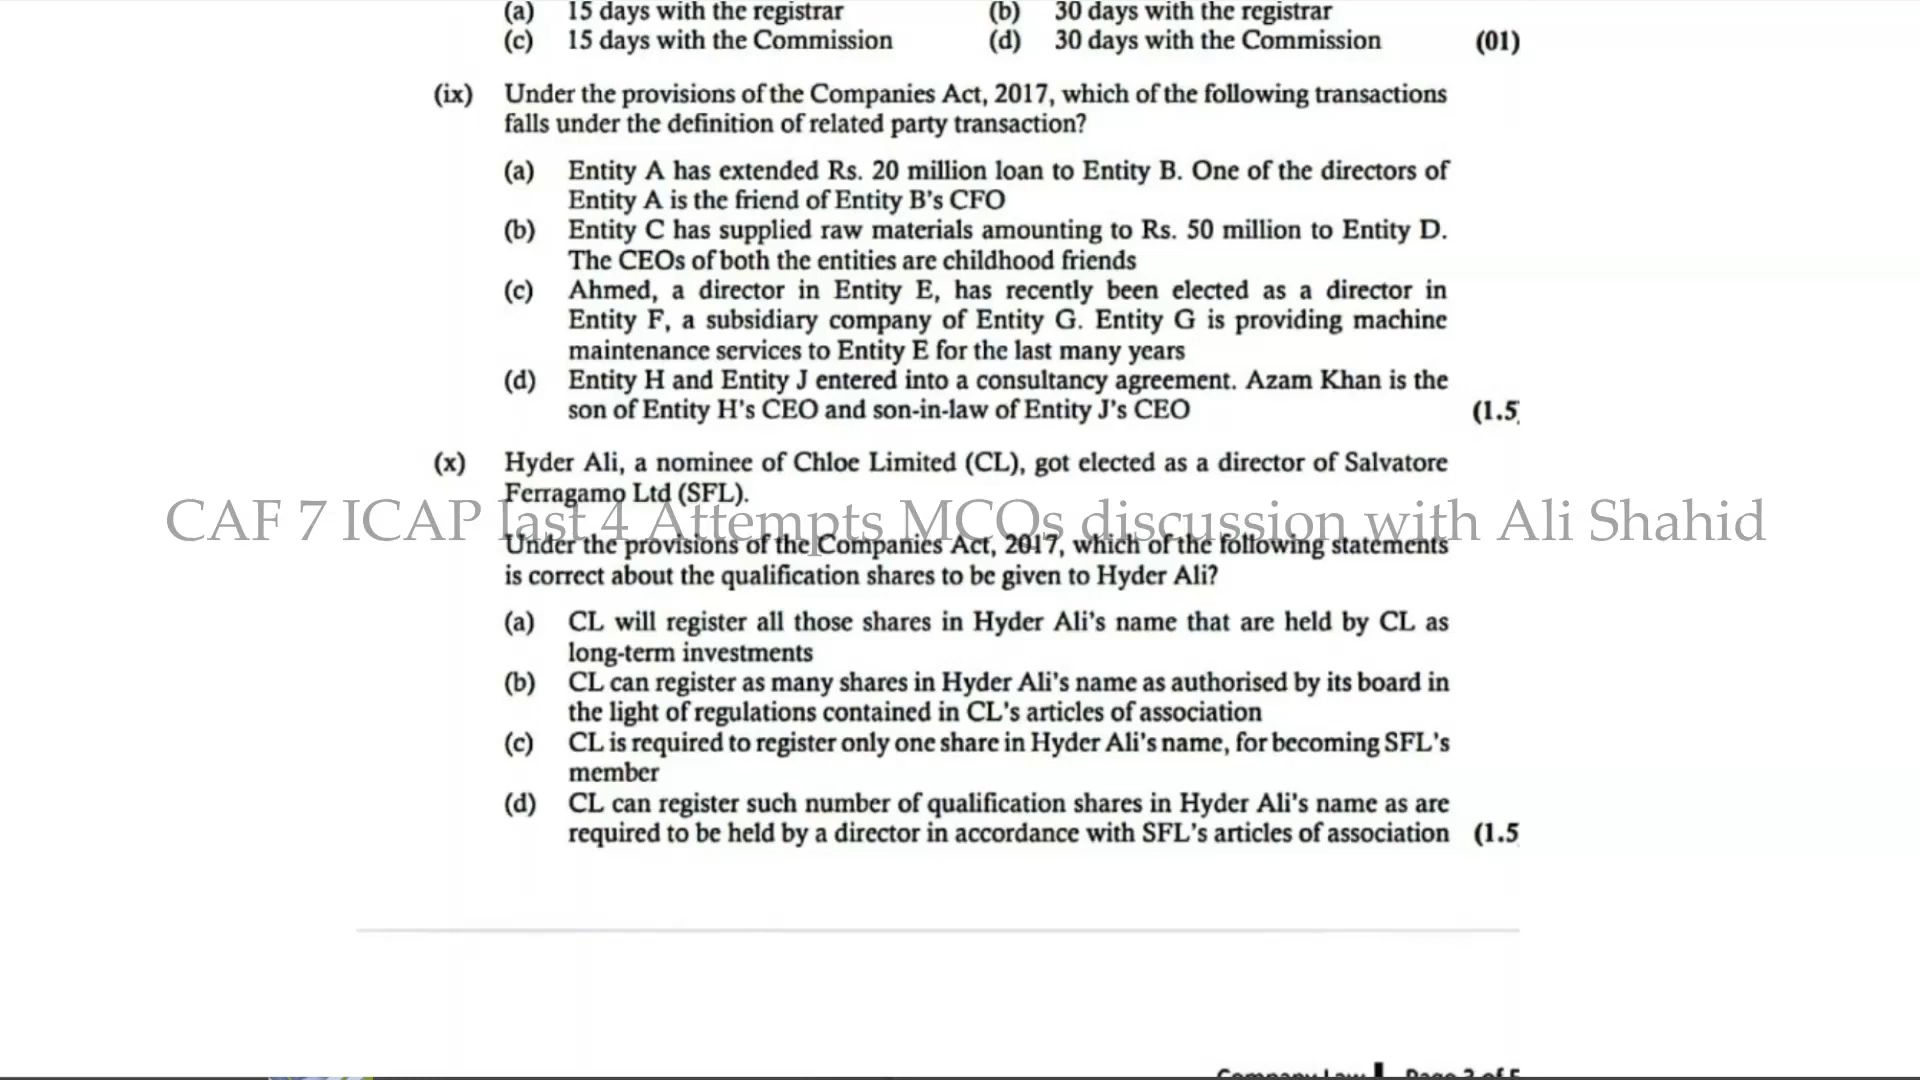 (a) 15 days with the registrar (b) 30 days with the registrar
(c) 15 days with the Commission (d) 30 days with the Commission (01)
(ix) Under the provisions of the Companies Act, 2017, which of the following transactions
falls under the definition of related party transaction?
(a) Entity A has extended Rs. 20 million loan to Entity B. One of the directors of
Entity A is the friend of Entity B's CFO
(b) Entity C has supplied raw materials amounting to Rs. 50 million to Entity D.
The CEOs of both the entities are childhood friends
(c) Ahmed, a director in Entity E, has recently been elected as a director in
Entity F, a subsidiary company of Entity G. Entity G is providing machine
maintenance services to Entity E for the last many years
(d) Entity H and Entity J entered into a consultancy agreement. Azam Khan is the
son of Entity H's CEO and son-in-law of Entity J's CEO (1.5
(x) Hyder Ali, a nominee of Chloe Limited (CL), got elected as a director of Salvatore
Ferragamo Ltd (SFL).
CAF 7 ICAP last 4 Attempts MCQs discussion with Ali Shahid
Under the provisions of the Companies Act, 2017, which of the following statements
is correct about the qualification shares to be given to Hyder Ali?
(a) CL will register all those shares in Hyder Ali's name that are held by CL as
long-term investments
(b) CL can register as many shares in Hyder Ali's name as authorised by its board in
the light of regulations contained in CL's articles of association
(c) CL is required to register only one share in Hyder Ali's name, for becoming SFL's
member
(d) CL can register such number of qualification shares in Hyder Ali's name as are
required to be held by a director in accordance with SFL's articles of association (1.5
Company Law | Page 3 of 5